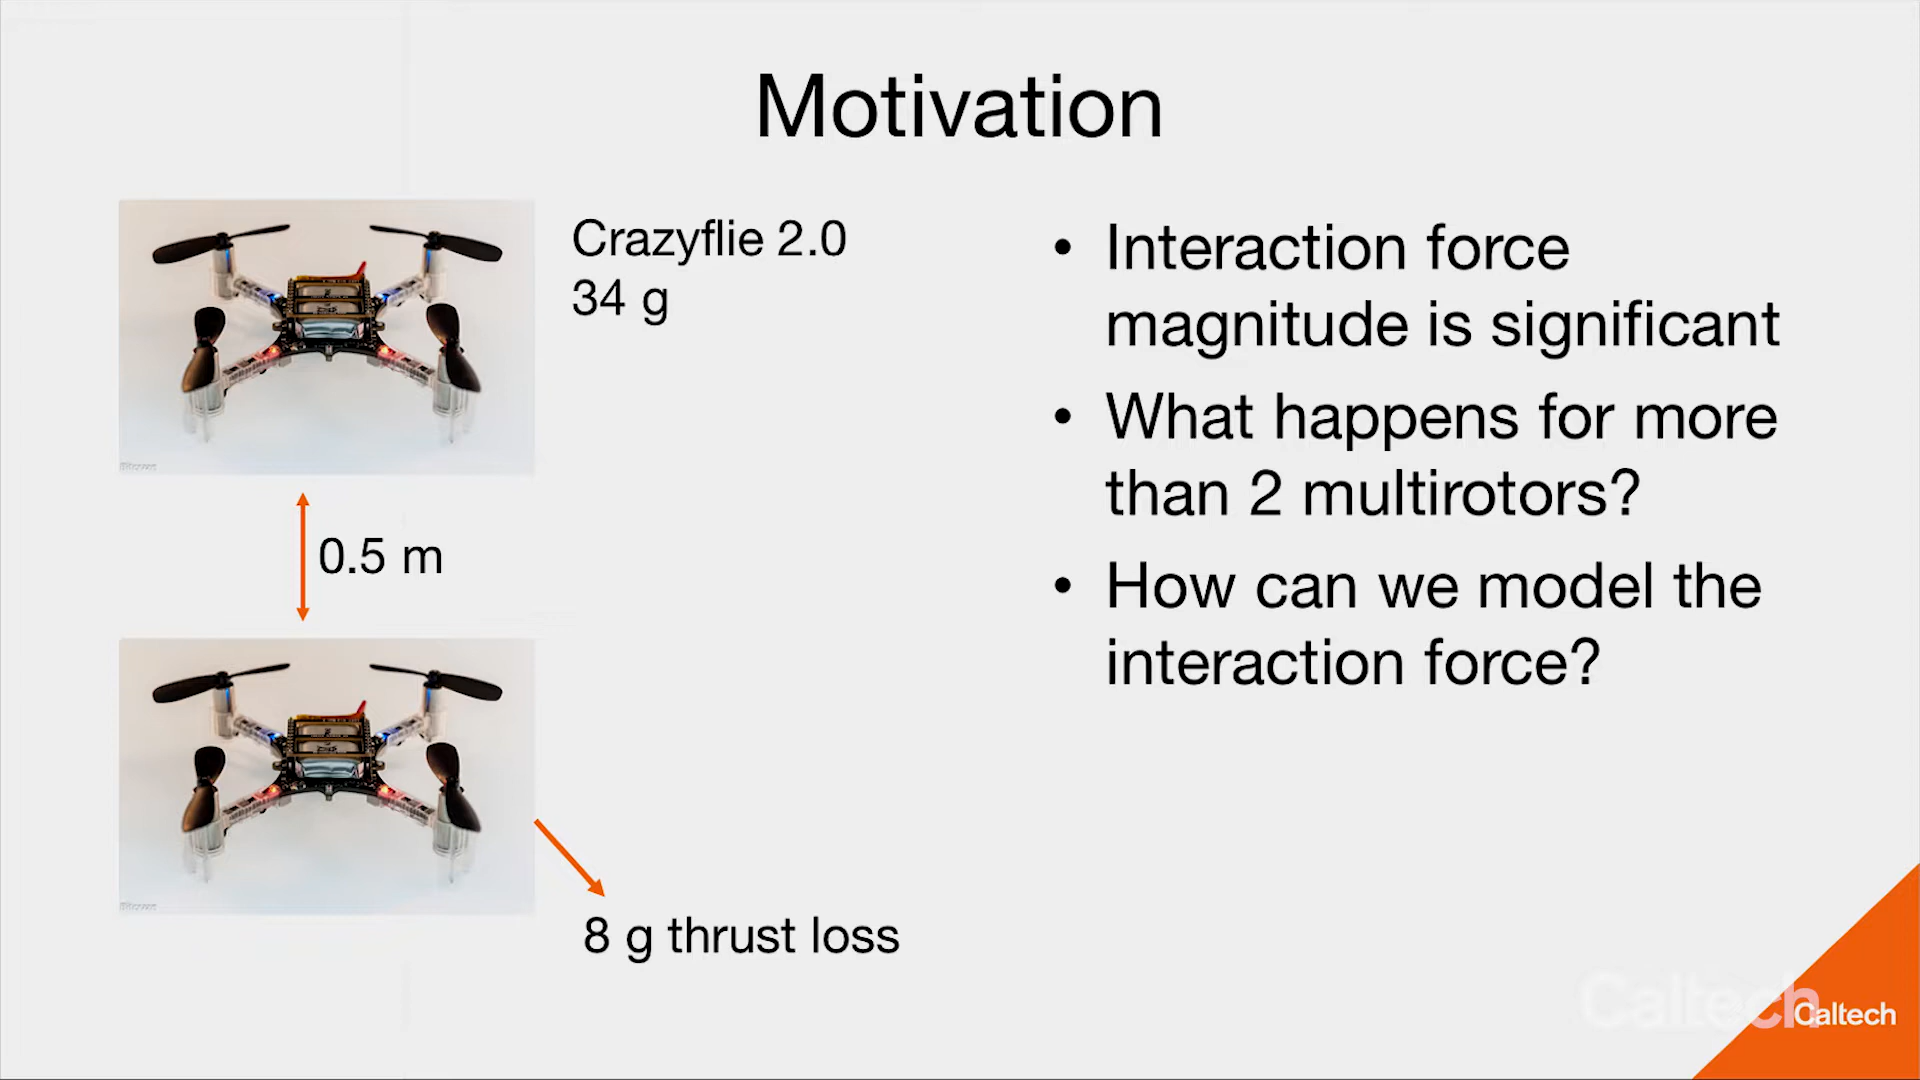 Motivation
Crazyflie 2.0
34 g
0.5 m
8 g thrust loss
• Interaction force
magnitude is significant
• What happens for more
than 2 multirotors?
• How can we model the
interaction force?
Caltech
Caltech